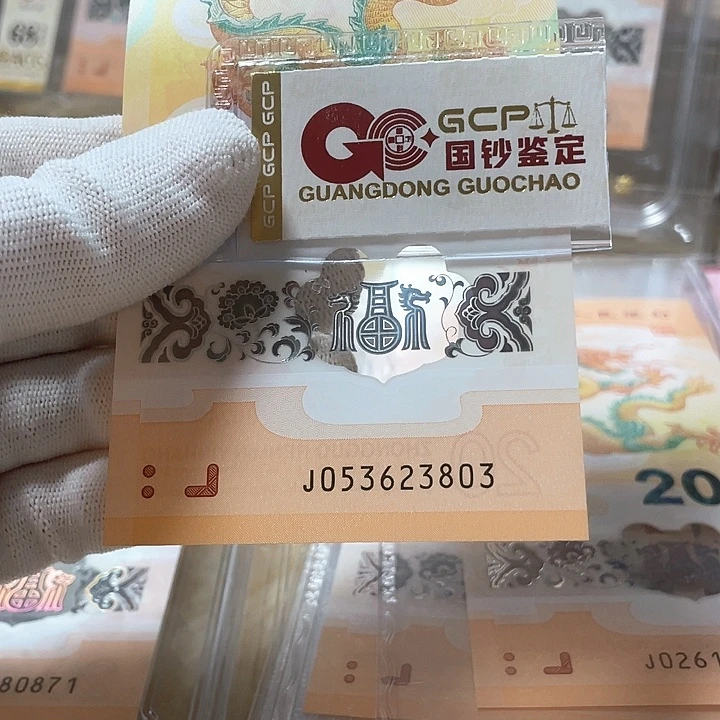 GCP GCP GCP
GCP
国钞鉴定
GUANGDONG GUOCHAO
J053623803
20
80871
J0261